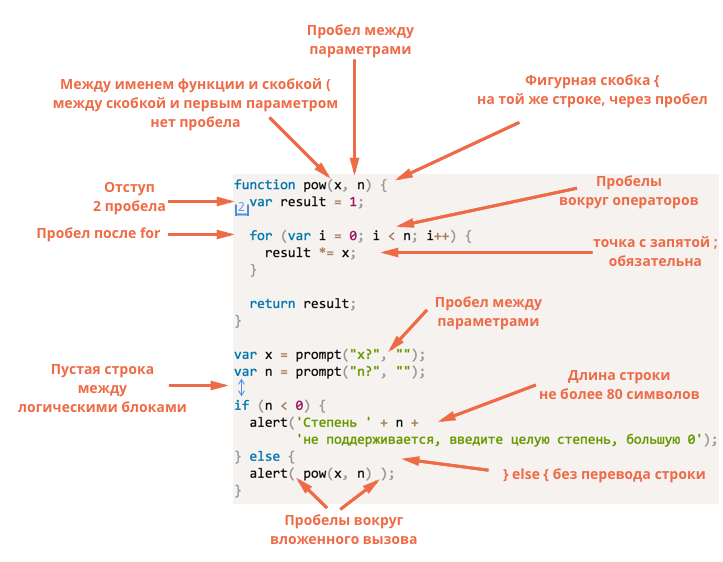 Пробел между
параметрами
Между именем функции и скобкой (
между скобкой и первым параметром
нет пробела
Фигурная скобка {
на той же строке, через пробел
Отступ
2 пробела
Пробел после for
Пробелы
вокруг операторов
точка с запятой ;
обязательна
Пробел между
параметрами
Пустая строка
между
логическими блоками
Длина строки
не более 80 символов
} else { без перевода строки
Пробелы вокруг
вложенного вызова
function pow(x, n) {
2
var result = 1;
for (var i = 0; i < n; i++) {
result *= x;
}
return result;
}
var x = prompt("x?", "");
var n = prompt("n?", "");
if (n < 0) {
alert('Степень ' + n +
'не поддерживается, введите целую степень, большую 0');
} else {
alert( pow(x, n) );
}